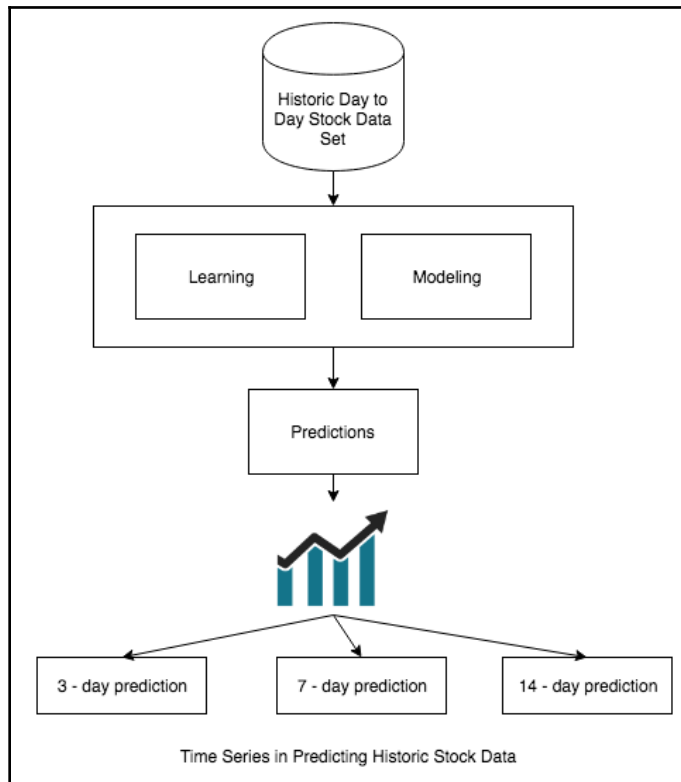 Historic Day to
Day Stock Data
Set
Learning
Modeling
Predictions
3 - day prediction
7 - day prediction
14 - day prediction
Time Series in Predicting Historic Stock Data